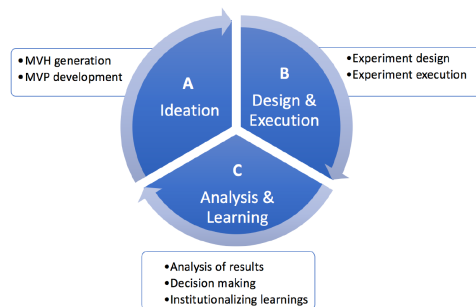 •MVH generation
•MVP development
A
Ideation
B
Design &
Execution
•Experiment design
•Experiment execution
C
Analysis &
Learning
•Analysis of results
•Decision making
•Institutionalizing learnings